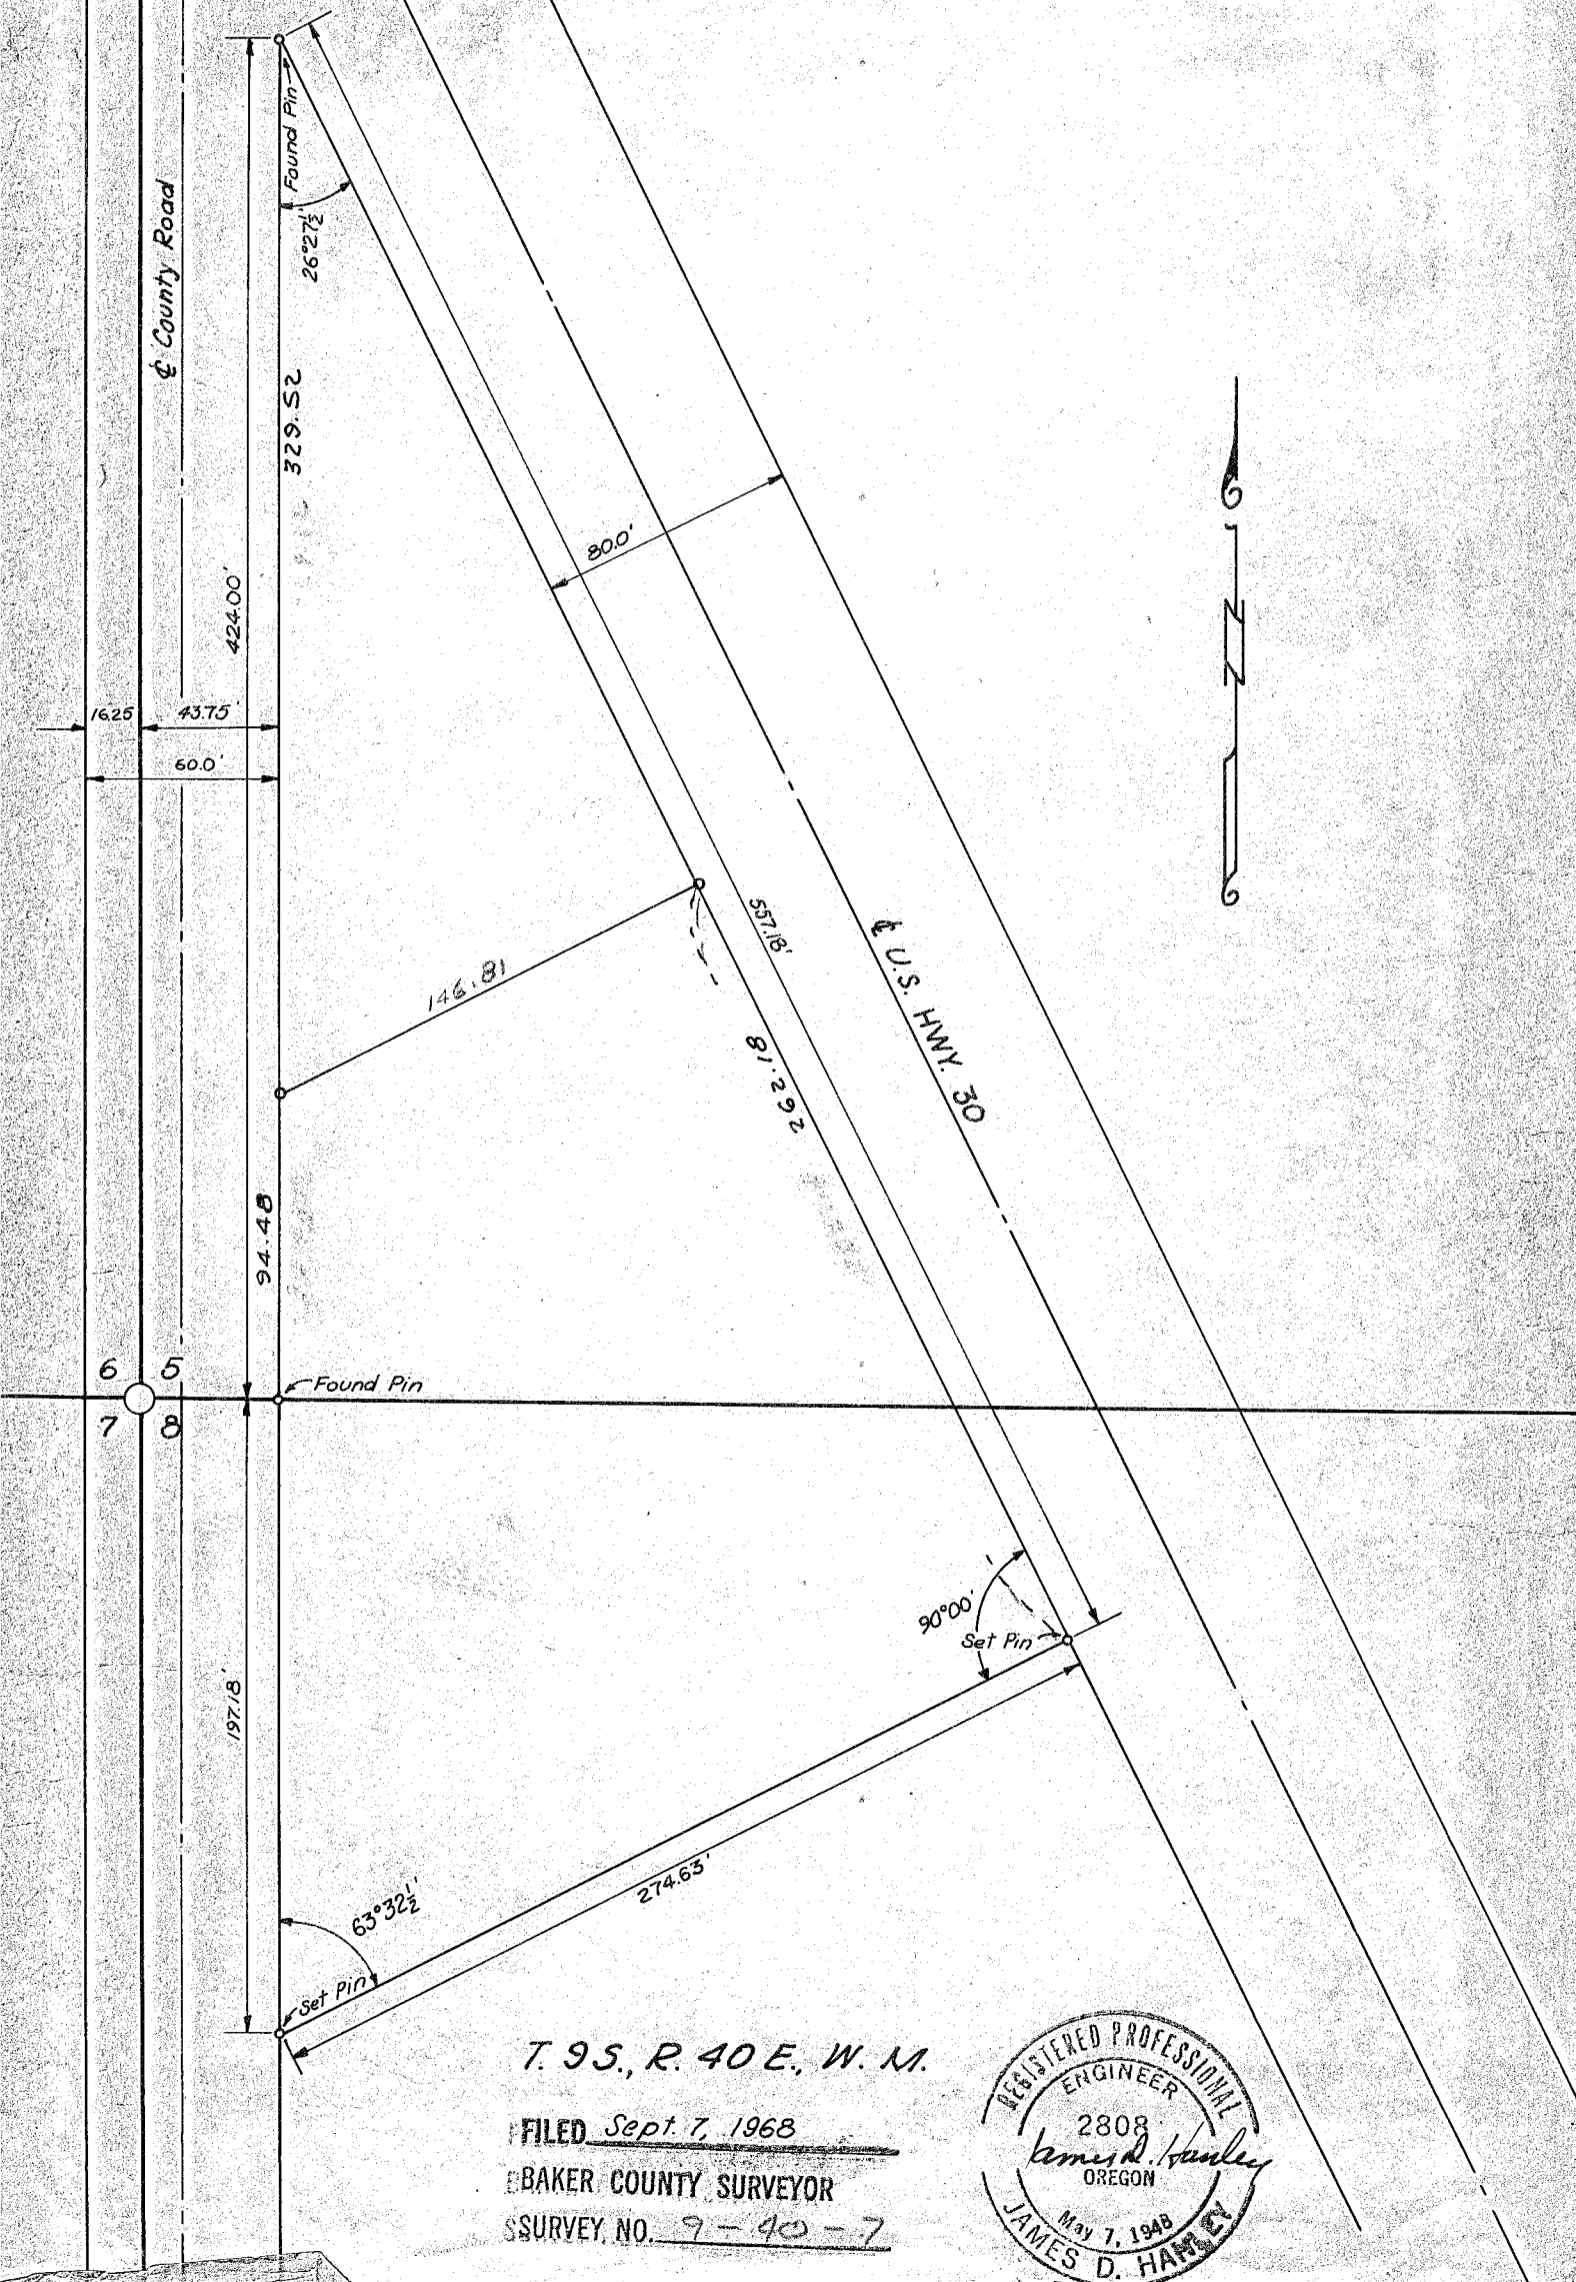 Found Pin
26°27½'
℄ County Road
329.52
424.00'
80.0'
16.25
43.75'
60.0'
N
557.18'
℄ U.S. HWY. 30
146.81
262.18
94.48
6
5
7
8
Found Pin
90°00'
Set Pin
197.18'
274.63'
63°32½'
Set Pin
T. 9 S., R. 40 E., W. M.
FILED Sept. 7, 1968
BAKER COUNTY SURVEYOR
SURVEY NO. 9-40-7
REGISTERED PROFESSIONAL
ENGINEER
2808
James D. Hanley
OREGON
May 7, 1948
JAMES D. HANLEY